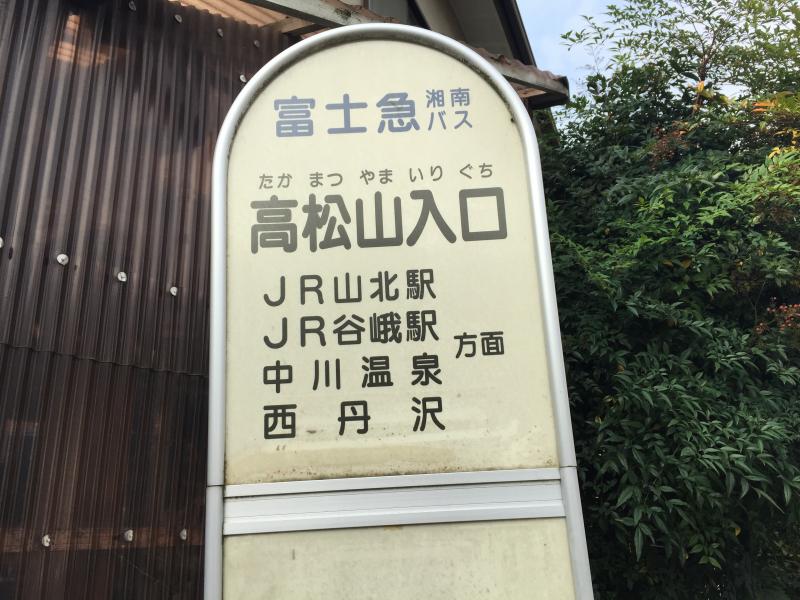 富士急 湘南バス
たか まつ やま いり ぐち
高松山入口
JR山北駅
JR谷峨駅
中川温泉
西丹沢
方面